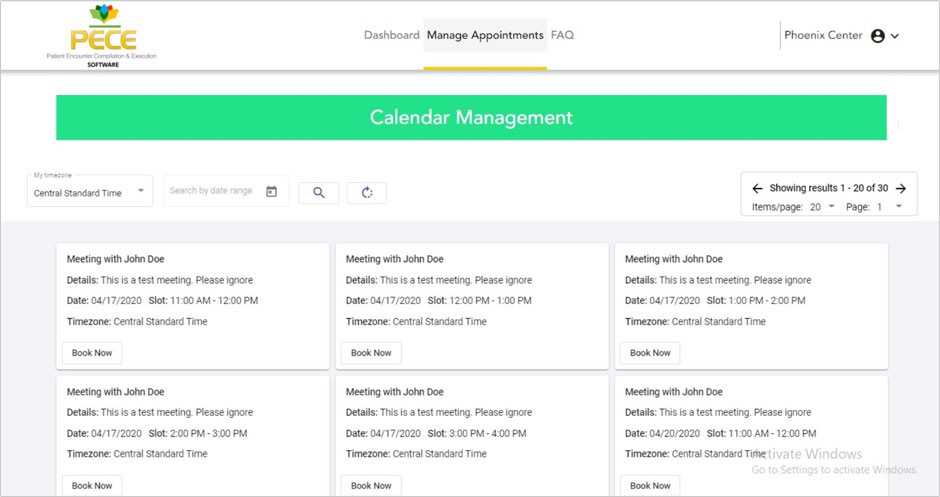 PECE
Patient Encounter Compilation & Execution
SOFTWARE
Dashboard Manage Appointments FAQ
Phoenix Center
Calendar Management
My timezone
Central Standard Time
Search by date range
Showing results 1 - 20 of 30
Items/page: 20 Page: 1
Meeting with John Doe
Details: This is a test meeting. Please ignore
Date: 04/17/2020 Slot: 11:00 AM - 12:00 PM
Timezone: Central Standard Time
Book Now
Meeting with John Doe
Details: This is a test meeting. Please ignore
Date: 04/17/2020 Slot: 12:00 PM - 1:00 PM
Timezone: Central Standard Time
Book Now
Meeting with John Doe
Details: This is a test meeting. Please ignore
Date: 04/17/2020 Slot: 1:00 PM - 2:00 PM
Timezone: Central Standard Time
Book Now
Meeting with John Doe
Details: This is a test meeting. Please ignore
Date: 04/17/2020 Slot: 2:00 PM - 3:00 PM
Timezone: Central Standard Time
Book Now
Meeting with John Doe
Details: This is a test meeting. Please ignore
Date: 04/17/2020 Slot: 3:00 PM - 4:00 PM
Timezone: Central Standard Time
Book Now
Meeting with John Doe
Details: This is a test meeting. Please ignore
Date: 04/20/2020 Slot: 11:00 AM - 12:00 PM
Timezone: Central Standard Time
Book Now
Activate Windows
Go to Settings to activate Windows.